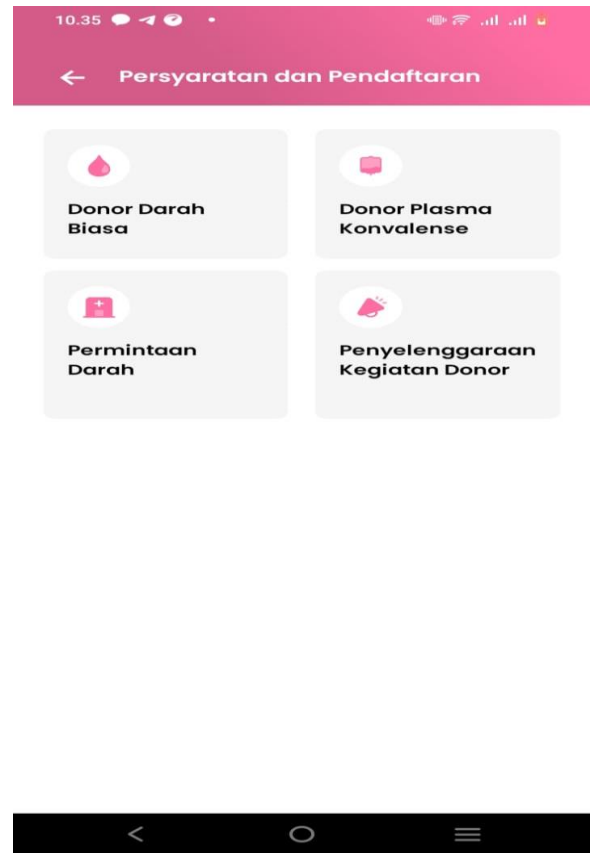 10.35
Persyaratan dan Pendaftaran
Donor Darah
Biasa
Donor Plasma
Konvalense
Permintaan
Darah
Penyelenggaraan
Kegiatan Donor